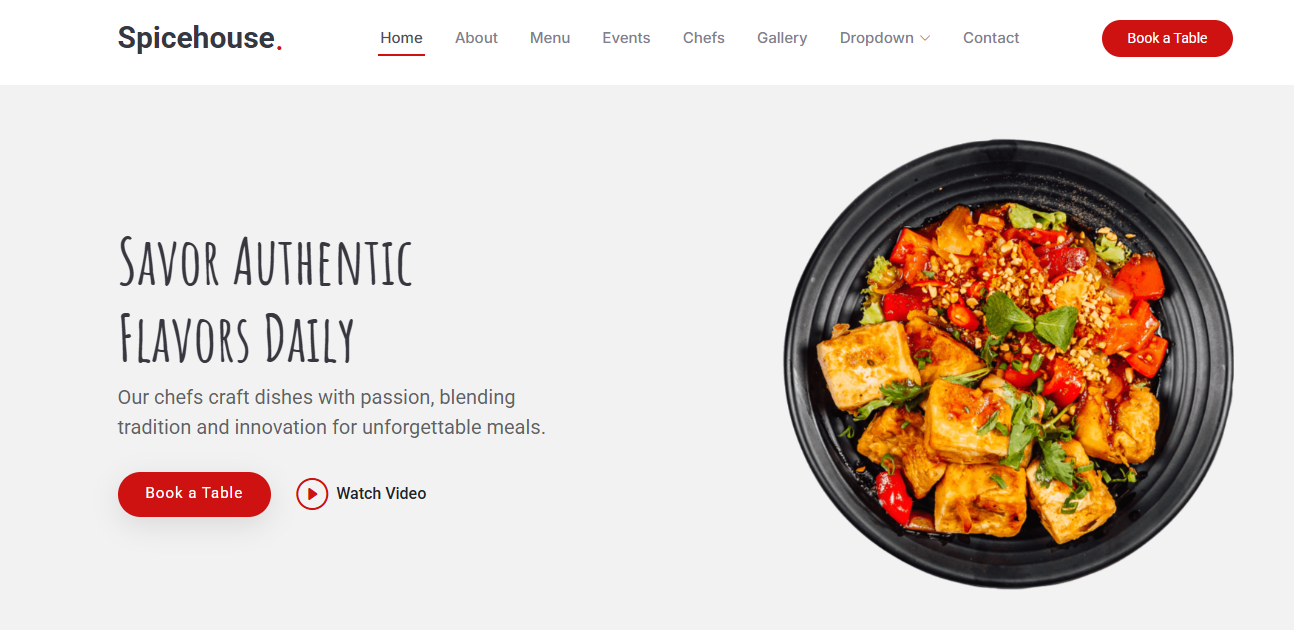 Spicehouse.
Home About Menu Events Chefs Gallery Dropdown Contact
Book a Table
Savor Authentic
Flavors Daily
Our chefs craft dishes with passion, blending
tradition and innovation for unforgettable meals.
Book a Table
Watch Video